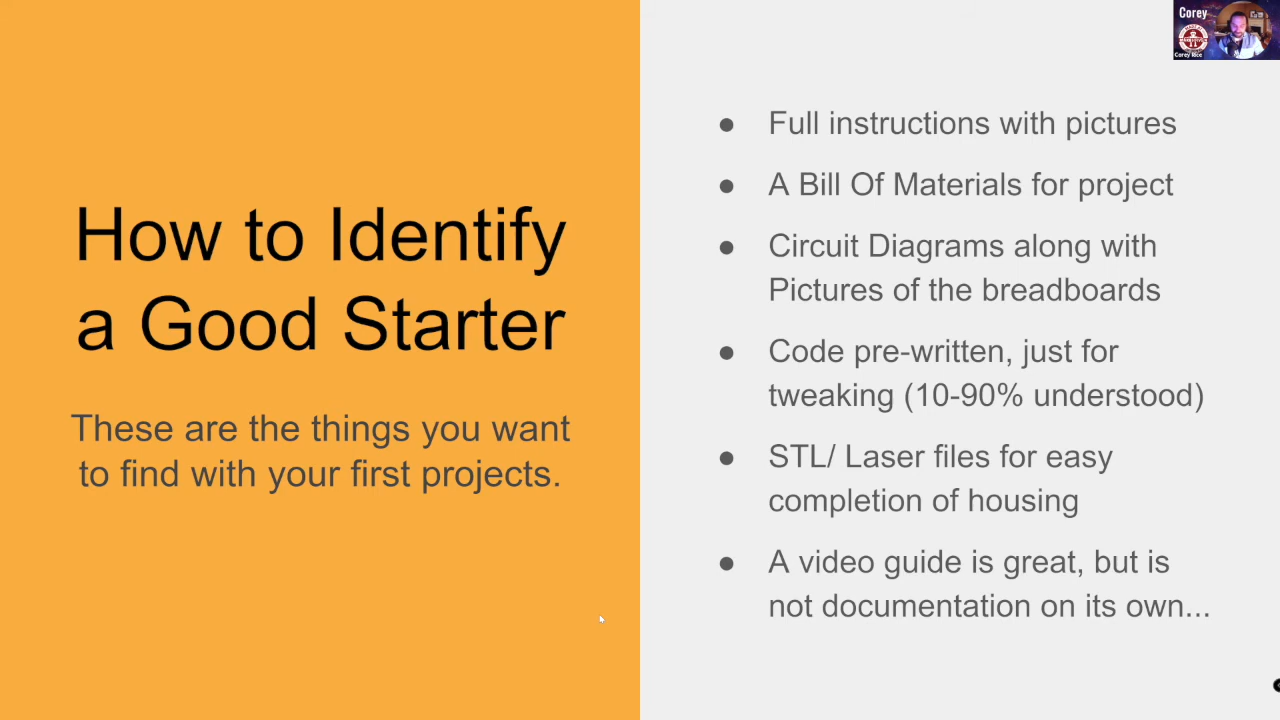 How to Identify
a Good Starter
These are the things you want
to find with your first projects.
● Full instructions with pictures
● A Bill Of Materials for project
● Circuit Diagrams along with
Pictures of the breadboards
● Code pre-written, just for
tweaking (10-90% understood)
● STL/ Laser files for easy
completion of housing
● A video guide is great, but is
not documentation on its own...
Corey
Corey Rice